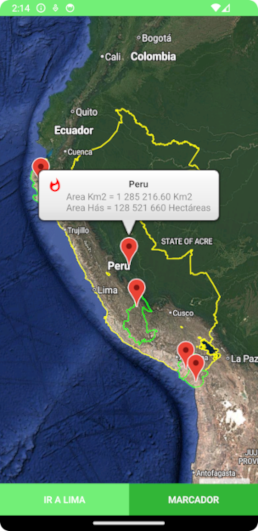 2:14
Bogotá
Cali
Colombia
Quito
Ecuador
Cuenca
Peru
Area Km2 = 1 285 216.60 Km2
Area Hás = 128 521 660 Hectáreas
Trujillo
STATE OF ACRE
Peru
Lima
Cusco
La Paz
Antofagasta
IR A LIMA
MARCADOR